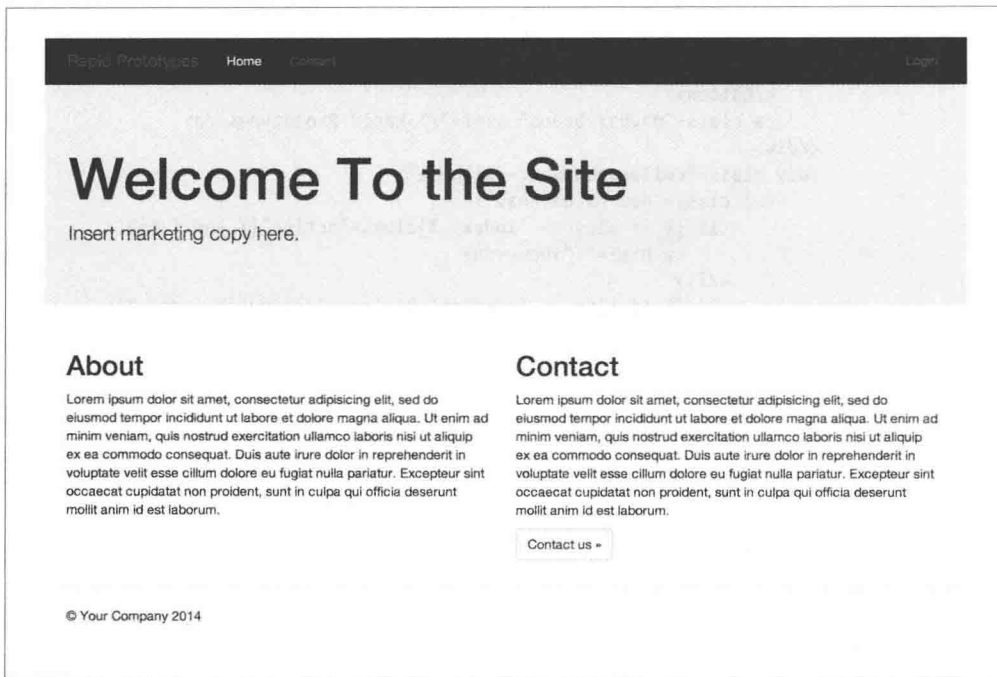 Rapid Prototypes Home Contact Login
Welcome To the Site
Insert marketing copy here.
About
Lorem ipsum dolor sit amet, consectetur adipisicing elit, sed do
eiusmod tempor incididunt ut labore et dolore magna aliqua. Ut enim ad
minim veniam, quis nostrud exercitation ullamco laboris nisi ut aliquip
ex ea commodo consequat. Duis aute irure dolor in reprehenderit in
voluptate velit esse cillum dolore eu fugiat nulla pariatur. Excepteur sint
occaecat cupidatat non proident, sunt in culpa qui officia deserunt
mollit anim id est laborum.
Contact
Lorem ipsum dolor sit amet, consectetur adipisicing elit, sed do
eiusmod tempor incididunt ut labore et dolore magna aliqua. Ut enim ad
minim veniam, quis nostrud exercitation ullamco laboris nisi ut aliquip
ex ea commodo consequat. Duis aute irure dolor in reprehenderit in
voluptate velit esse cillum dolore eu fugiat nulla pariatur. Excepteur sint
occaecat cupidatat non proident, sunt in culpa qui officia deserunt
mollit anim id est laborum.
Contact us »
© Your Company 2014